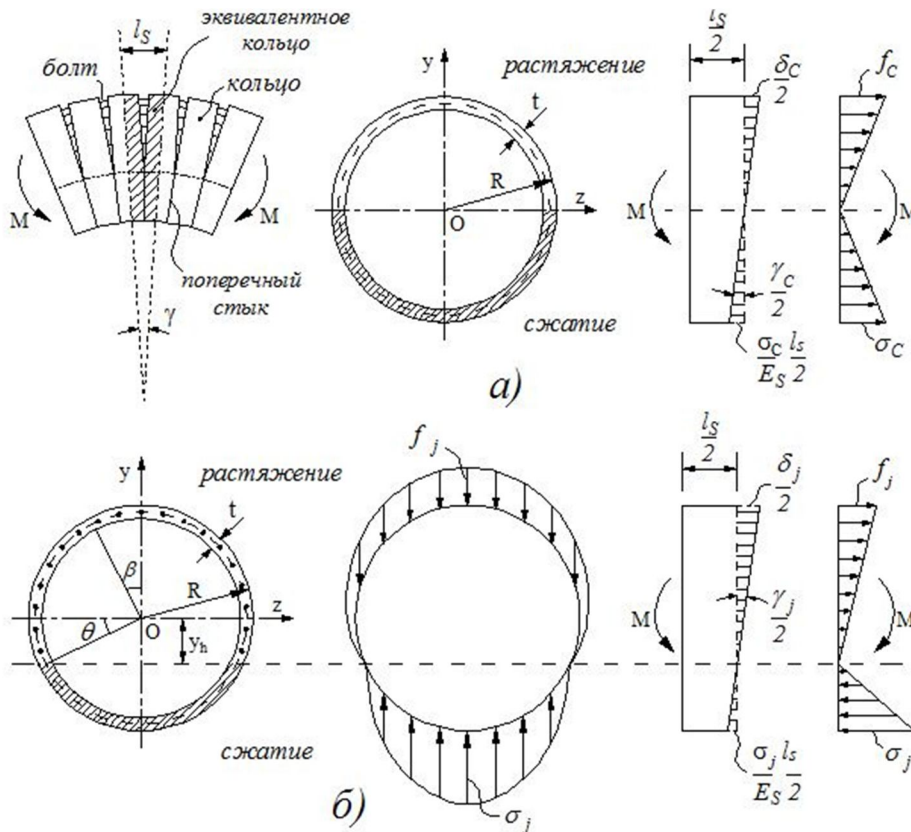 эквивалентное
кольцо
l_S
болт
кольцо
M
M
поперечный
стык
γ
y
растяжение
t
R
z
O
сжатие
l_S/2
δ_C/2
M
γ_C/2
σ_C/E_S l_s/2
f_C
M
σ_C
а)
y
растяжение
t
β
R
z
θ
O
y_h
сжатие
f_j
σ_j
l_S/2
δ_j/2
M
γ_j/2
σ_j/E_S l_s/2
f_j
M
σ_j
б)